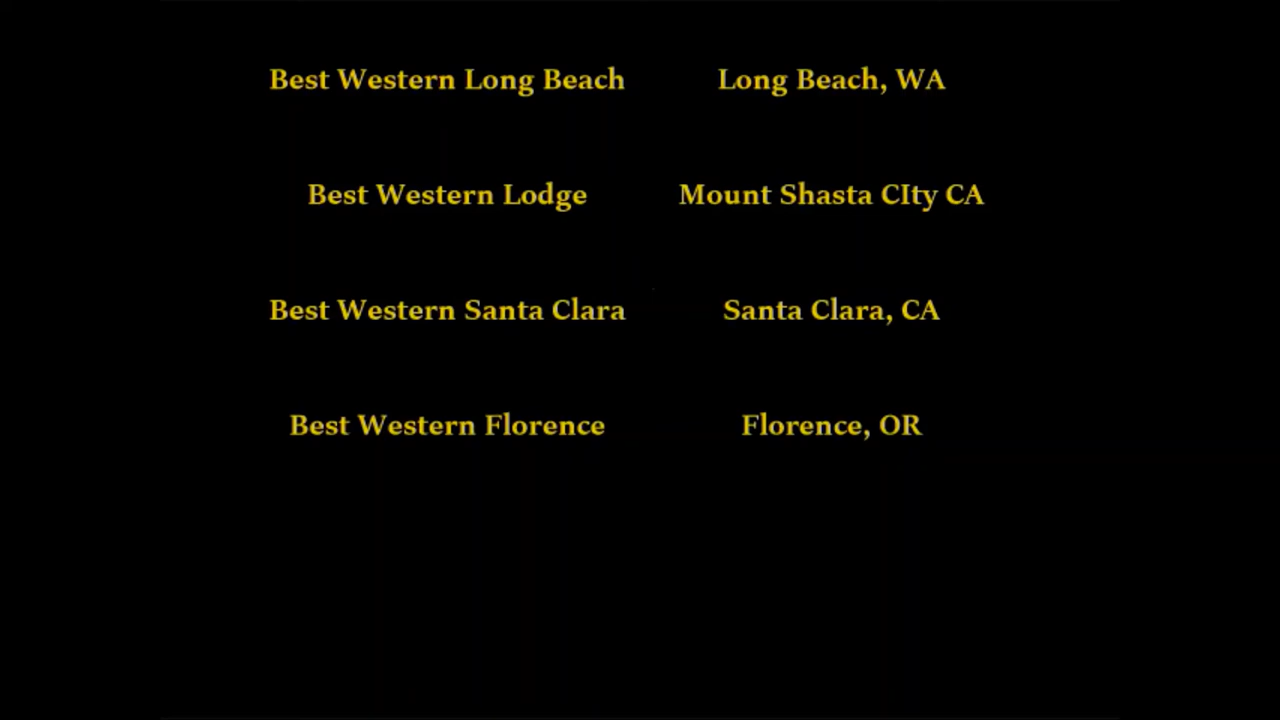 Best Western Long Beach Long Beach, WA
Best Western Lodge Mount Shasta CIty CA
Best Western Santa Clara Santa Clara, CA
Best Western Florence Florence, OR